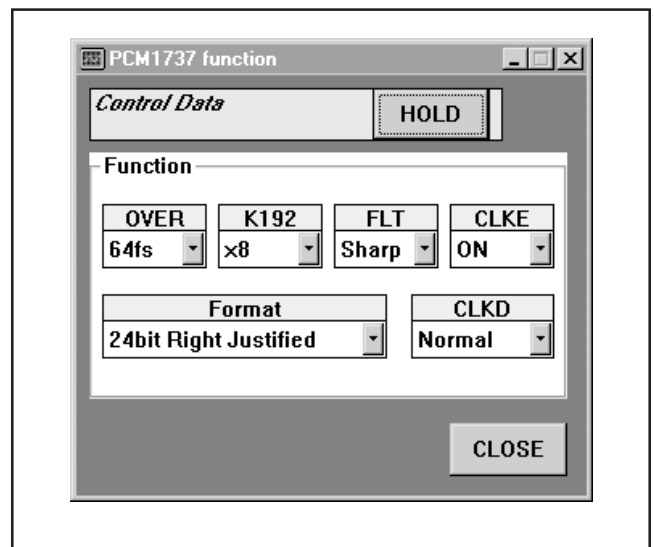 PCM1737 function
Control Data
HOLD
Function
OVER K192 FLT CLKE
64fs x8 Sharp ON
Format CLKD
24bit Right Justified Normal
CLOSE